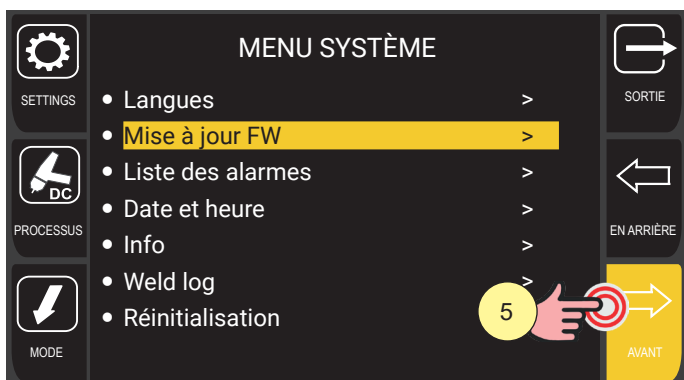 MENU SYSTÈME
SETTINGS
SORTIE
• Langues >
• Mise à jour FW >
• Liste des alarmes >
DC
PROCESSUS
• Date et heure >
EN ARRIÈRE
• Info >
• Weld log >
• Réinitialisation
5
MODE
AVANT